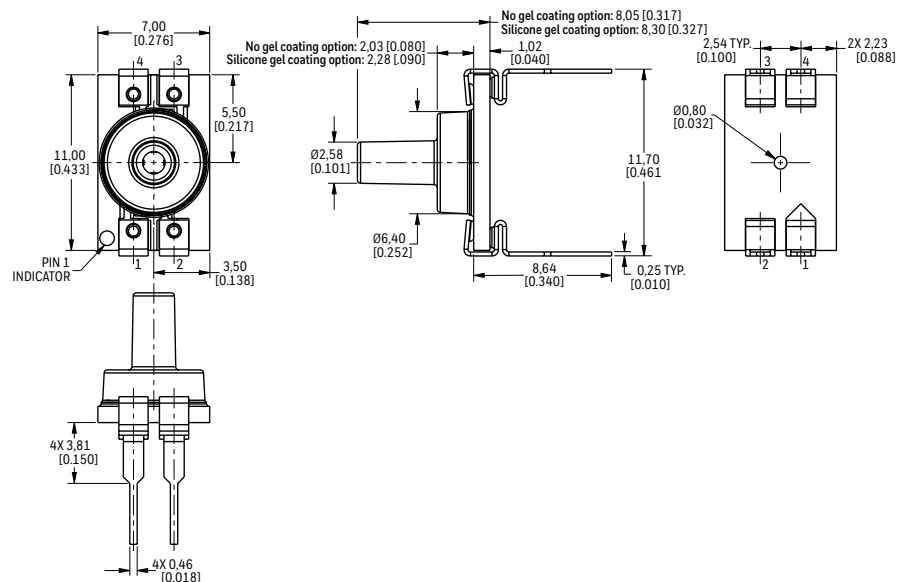 7,00
[0.276]
4 3
5,50
[0.217]
11,00
[0.433]
PIN 1
INDICATOR
1 2
3,50
[0.138]
No gel coating option: 8,05 [0.317]
Silicone gel coating option: 8,30 [0.327]
No gel coating option: 2,03 [0.080]
Silicone gel coating option: 2,28 [.090]
1,02
[0.040]
Ø2,58
[0.101]
11,70
[0.461
Ø6,40
[0.252]
8,64
[0.340]
0,25 TYP.
[0.010]
2,54 TYP.
[0.100]
2X 2,23
[0.088]
3 4
Ø0,80
[0.032]
2 1
4X 3,81
[0.150]
4X 0,46
[0.018]